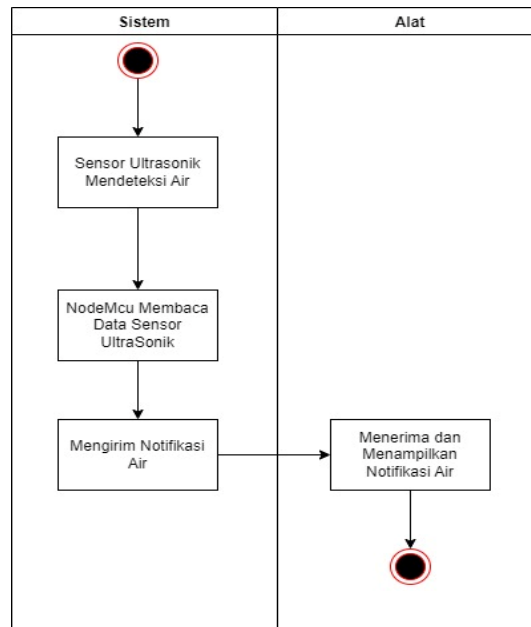 Sistem
Alat
Sensor Ultrasonik
Mendeteksi Air
NodeMcu Membaca
Data Sensor
UltraSonik
Mengirim Notifikasi
Air
Menerima dan
Menampilkan
Notifikasi Air